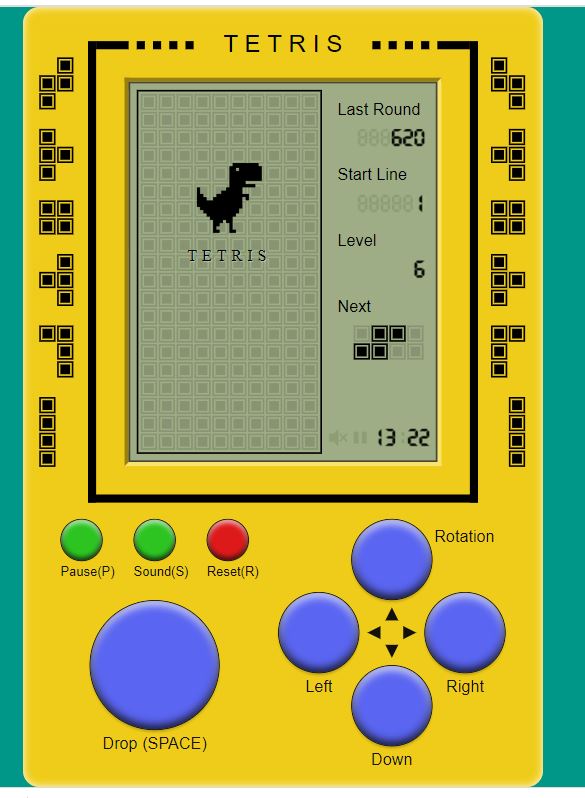 TETRIS
Last Round
620
Start Line
1
Level
6
TETRIS
Next
13:22
Pause(P)
Sound(S)
Reset(R)
Rotation
Left
Right
Drop (SPACE)
Down